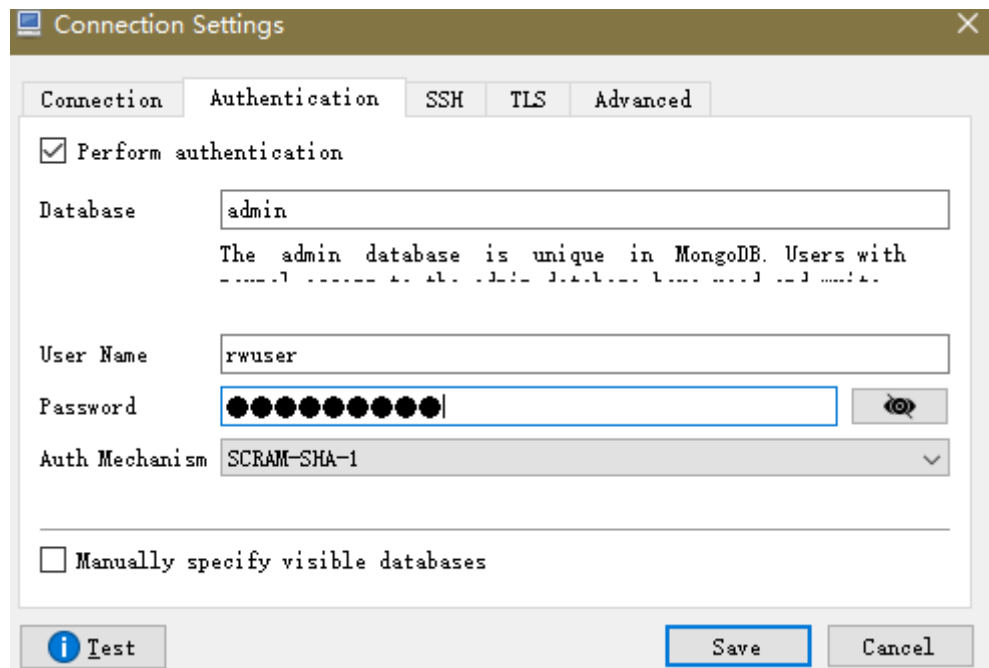 Connection Settings
Connection Authentication SSH TLS Advanced
Perform authentication
Database admin
The admin database is unique in MongoDB. Users with
User Name rwuser
Password
Auth Mechanism SCRAM-SHA-1
Manually specify visible databases
Test Save Cancel